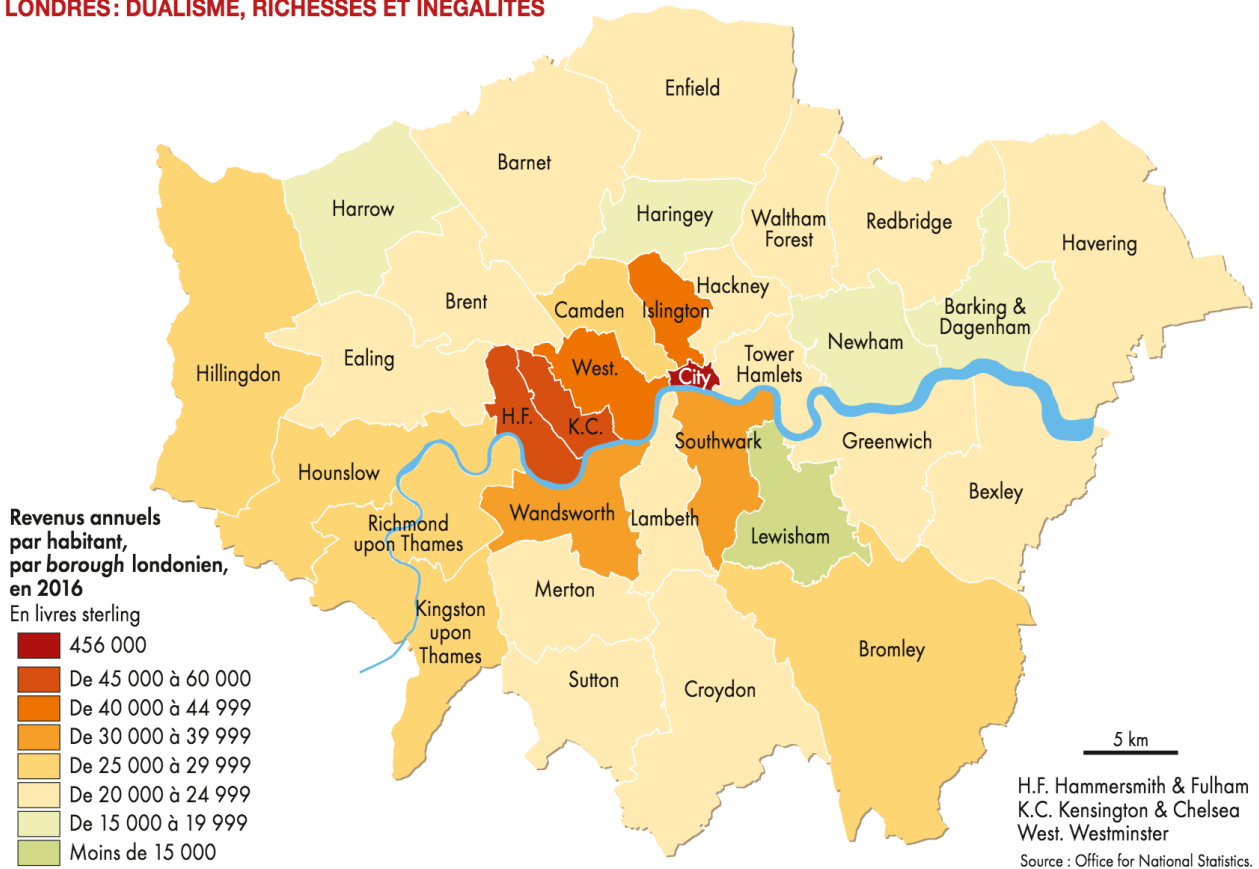 LONDRES : DUALISME, RICHESSES ET INÉGALITÉS
Enfield
Barnet
Harrow
Haringey
Waltham
Forest
Redbridge
Havering
Hackney
Brent
Camden
Islington
Barking &
Dagenham
Newham
Ealing
Hillingdon
West.
City
Tower
Hamlets
H.F.
K.C.
Southwark
Greenwich
Hounslow
Bexley
Wandsworth
Lambeth
Richmond
upon Thames
Lewisham
Merton
Kingston
upon
Thames
Bromley
Sutton
Croydon
Revenus annuels
par habitant,
par borough londonien,
en 2016
En livres sterling
456 000
De 45 000 à 60 000
De 40 000 à 44 999
De 30 000 à 39 999
De 25 000 à 29 999
De 20 000 à 24 999
De 15 000 à 19 999
Moins de 15 000
5 km
H.F. Hammersmith & Fulham
K.C. Kensington & Chelsea
West. Westminster
Source : Office for National Statistics.